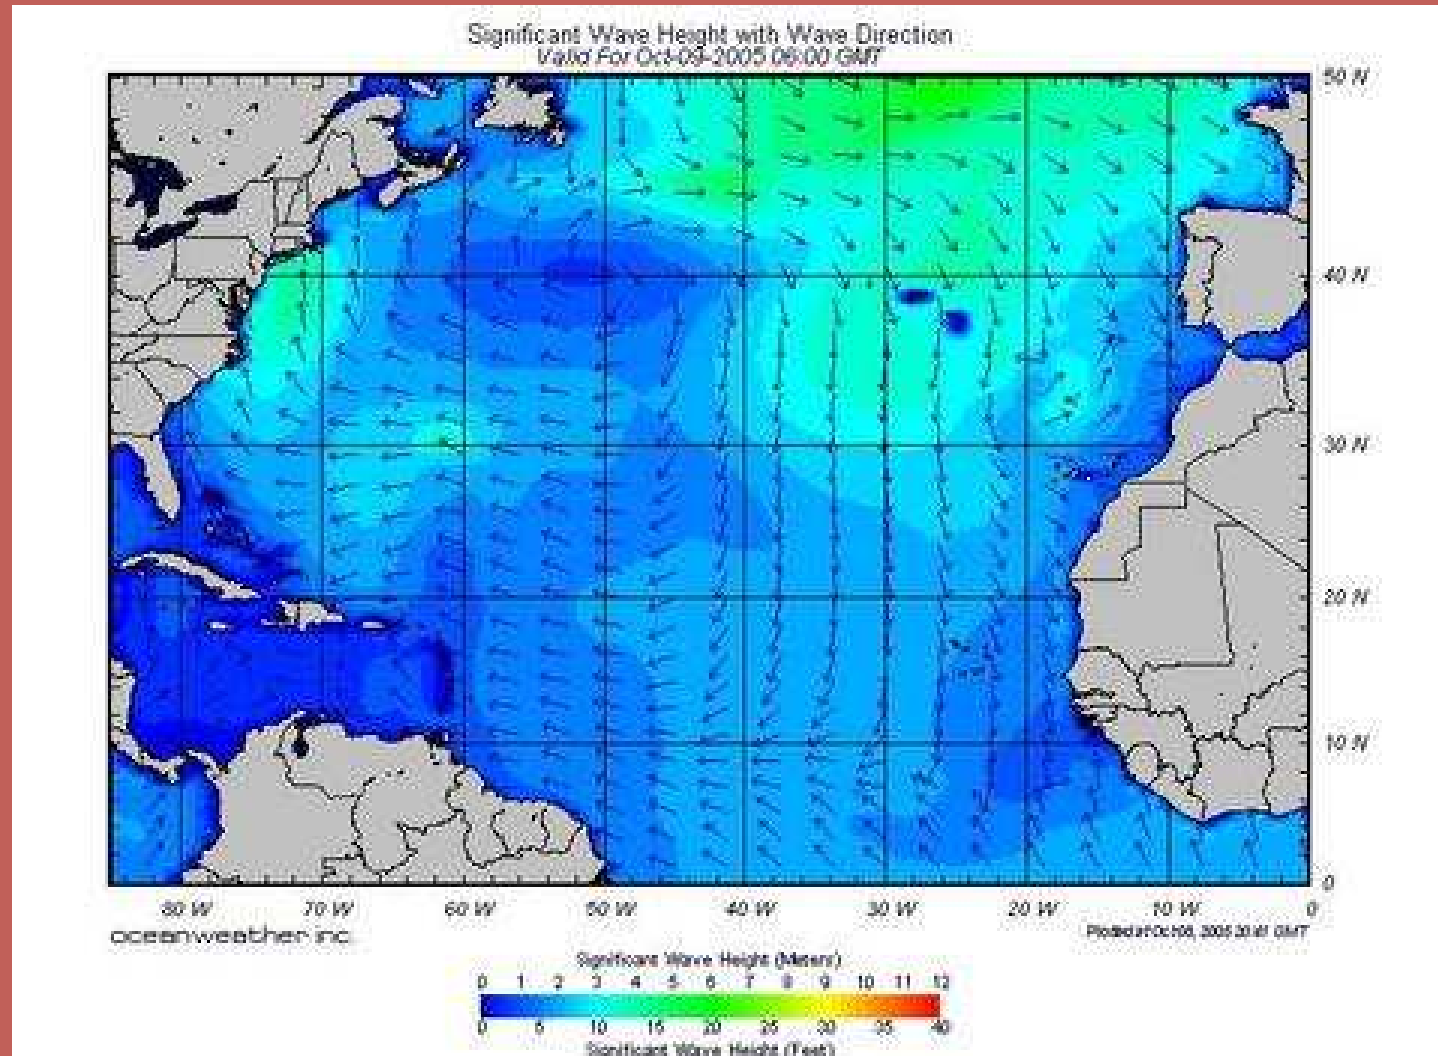 Significant Wave Height with Wave Direction
Valid For Oct-09-2005 06:00 GMT
50 N
40 N
30 N
20 N
10 N
0
80 W 70 W 60 W 50 W 40 W 30 W 20 W 10 W 0
oceanweather inc.
2005 GMT
Significant Wave Height (Meters)
0 1 2 3 4 5 6 7 8 9 10 11 12
0 5 10 15 20 25 30 35 40
Significant Wave Height (Feet)